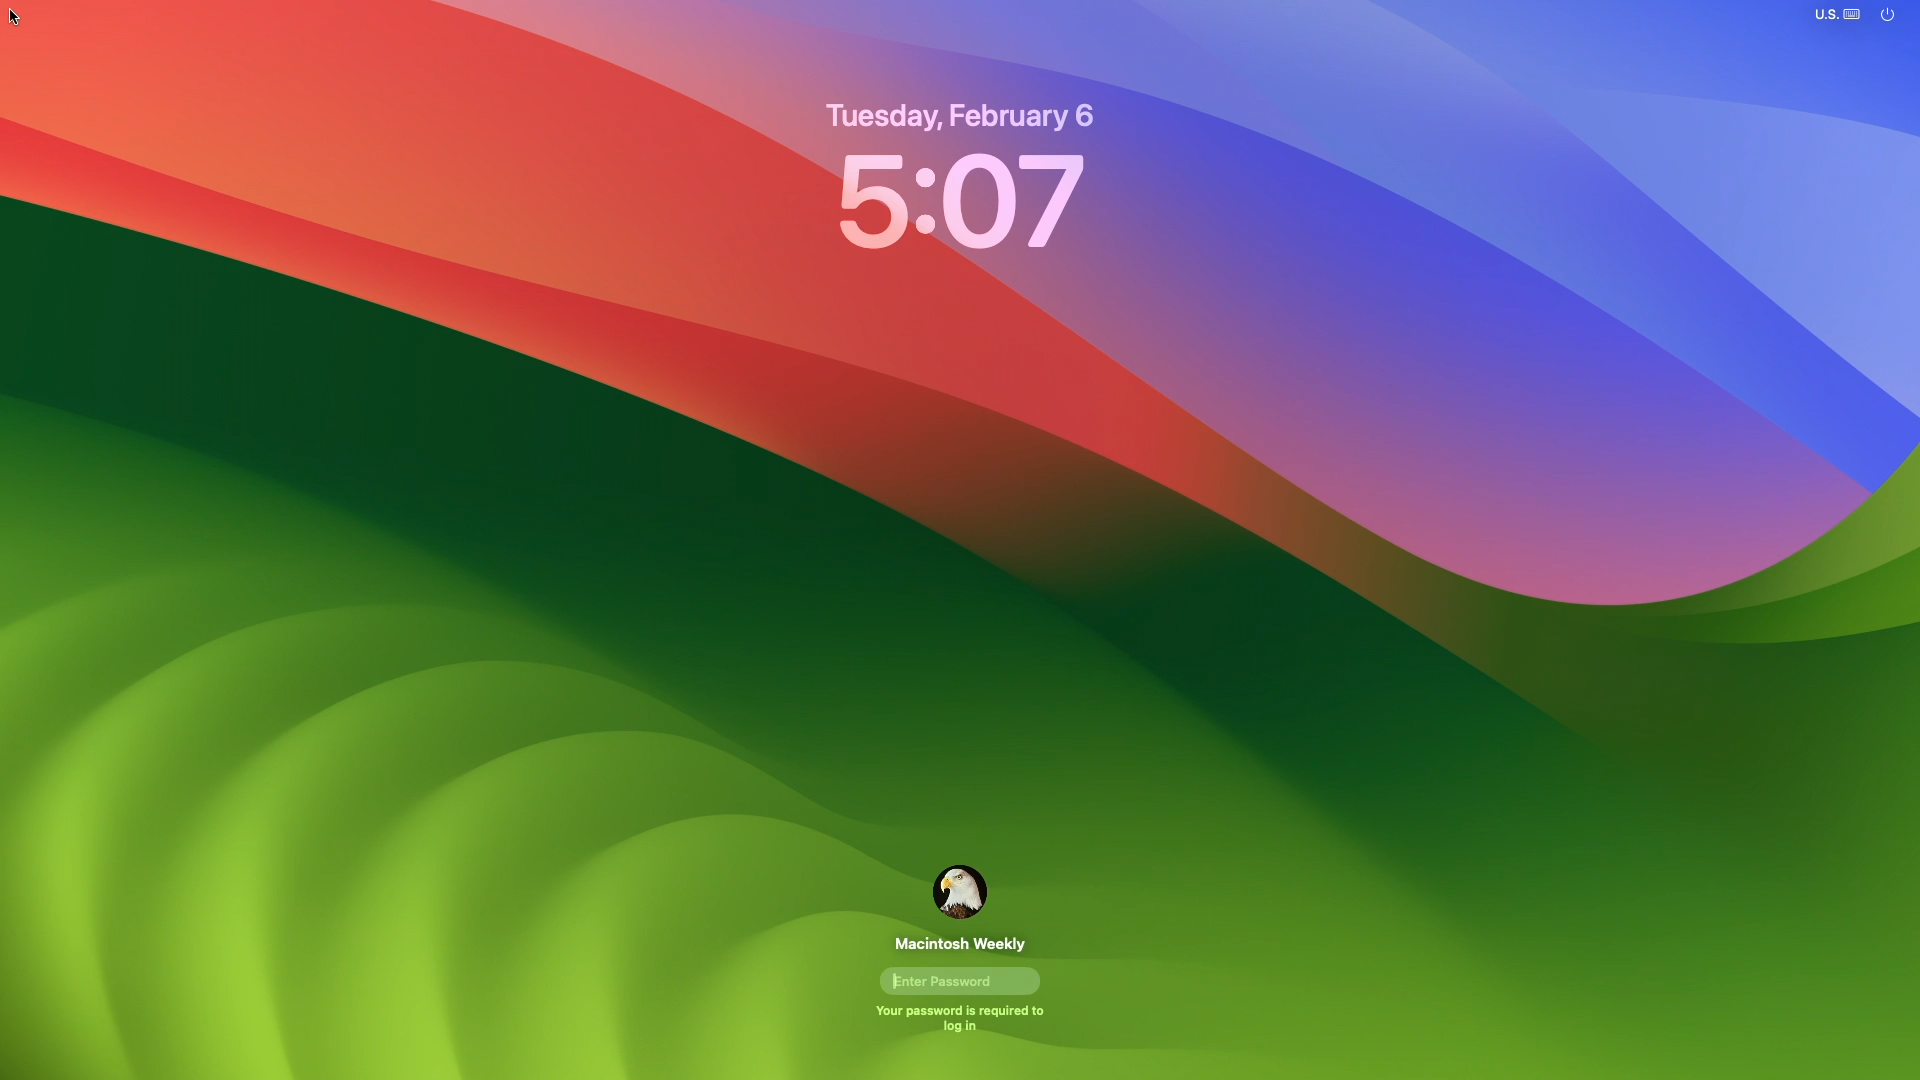 U.S.
Tuesday, February 6
5:07
Macintosh Weekly
Enter Password
Your password is required to
log in